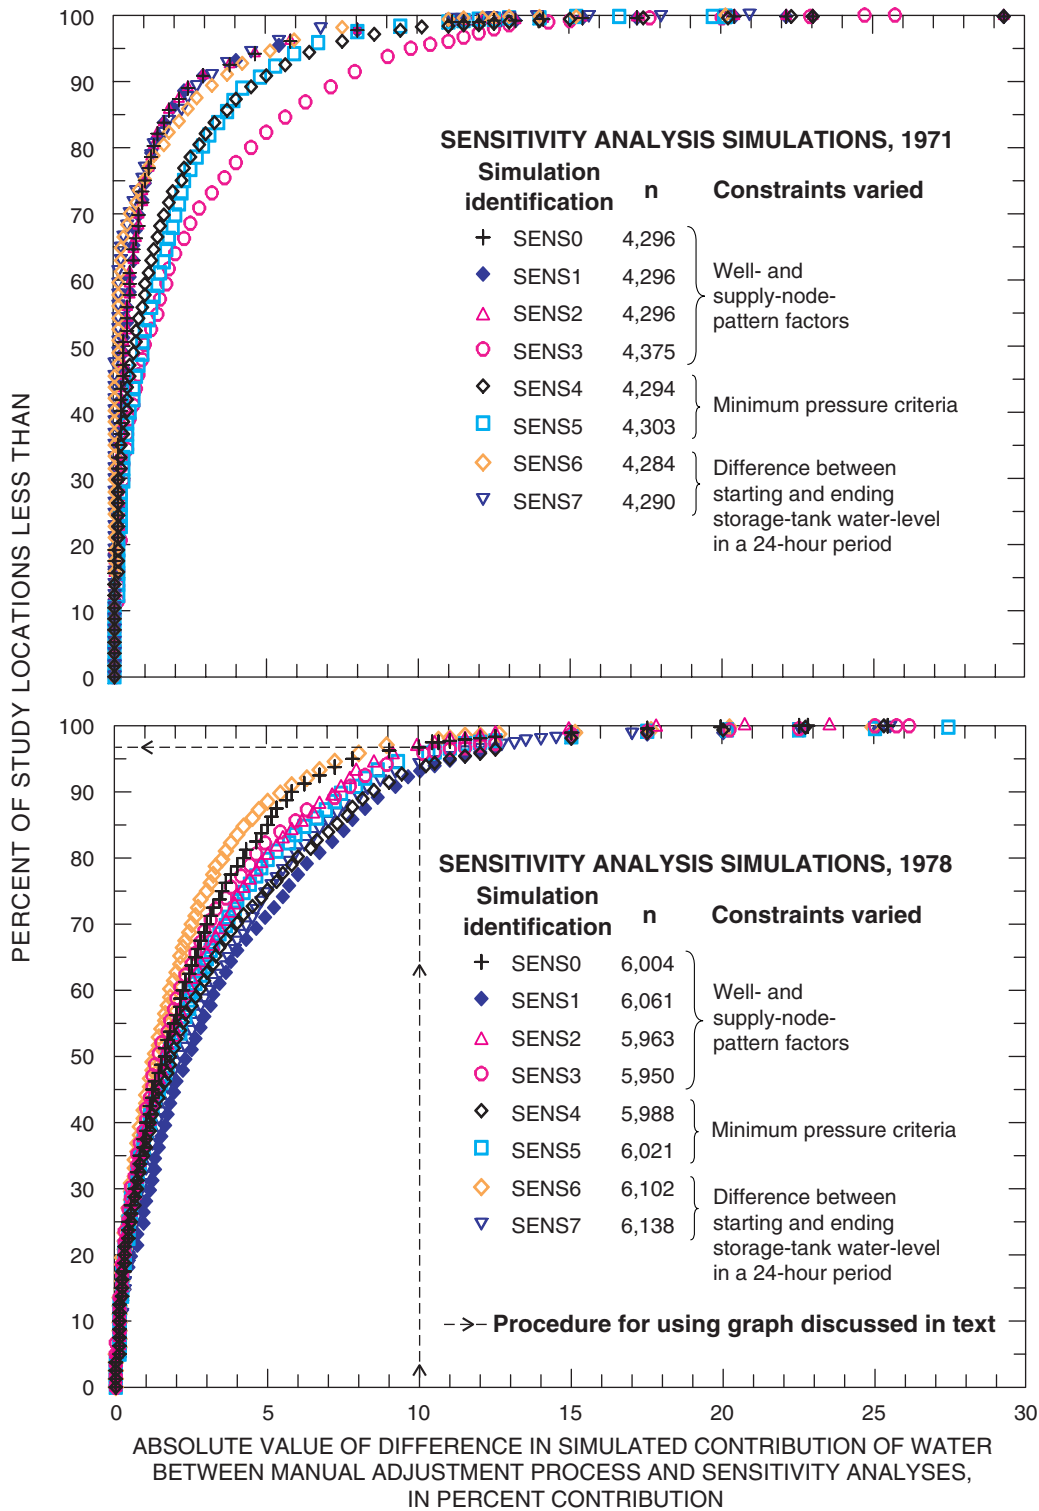 PERCENT OF STUDY LOCATIONS LESS THAN
100
90
80
70
60
50
40
30
20
10
0
SENSITIVITY ANALYSIS SIMULATIONS, 1971
Simulation identification n Constraints varied
SENS0 4,296
SENS1 4,296
SENS2 4,296
SENS3 4,375
Well- and
supply-node-
pattern factors
SENS4 4,294
SENS5 4,303
Minimum pressure criteria
SENS6 4,284
SENS7 4,290
Difference between
starting and ending
storage-tank water-level
in a 24-hour period
100
90
80
70
60
50
40
30
20
10
0
SENSITIVITY ANALYSIS SIMULATIONS, 1978
Simulation identification n Constraints varied
SENS0 6,004
SENS1 6,061
SENS2 5,963
SENS3 5,950
Well- and
supply-node-
pattern factors
SENS4 5,988
SENS5 6,021
Minimum pressure criteria
SENS6 6,102
SENS7 6,138
Difference between
starting and ending
storage-tank water-level
in a 24-hour period
Procedure for using graph discussed in text
0 5 10 15 20 25 30
ABSOLUTE VALUE OF DIFFERENCE IN SIMULATED CONTRIBUTION OF WATER
BETWEEN MANUAL ADJUSTMENT PROCESS AND SENSITIVITY ANALYSES,
IN PERCENT CONTRIBUTION